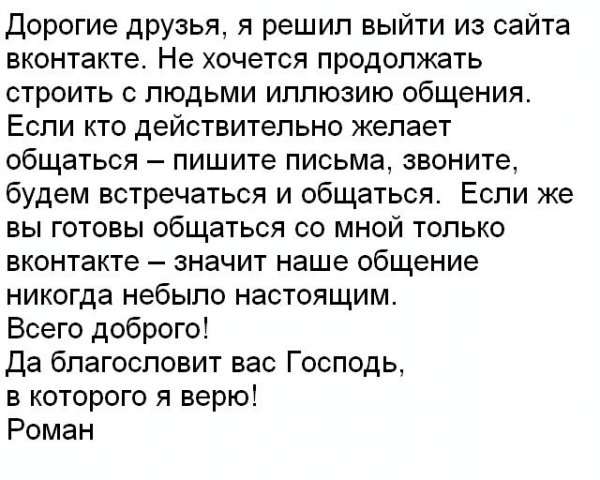 Дорогие друзья, я решил выйти из сайта
вконтакте. Не хочется продолжать
строить с людьми иллюзию общения.
Если кто действительно желает
общаться – пишите письма, звоните,
будем встречаться и общаться.  Если же
вы готовы общаться со мной только
вконтакте – значит наше общение
никогда небыло настоящим.
Всего доброго!
Да благословит вас Господь,
в которого я верю!
Роман